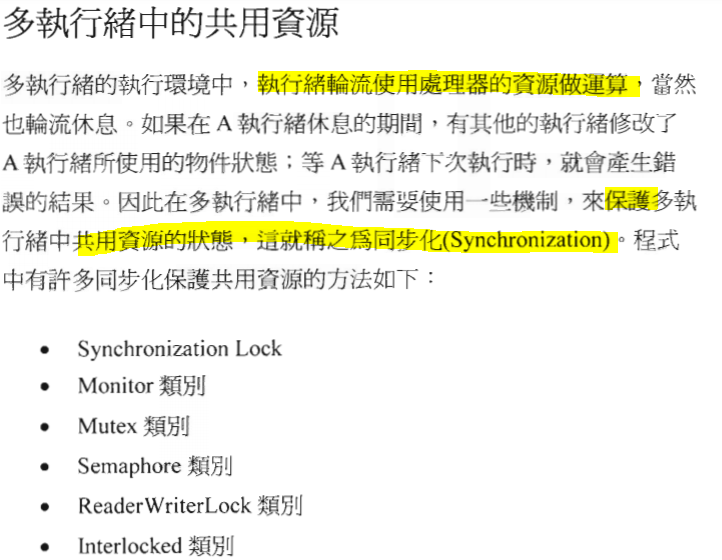 多執行緒中的共用資源
多執行緒的執行環境中，執行緒輪流使用處理器的資源做運算，當然
也輪流休息。如果在 A 執行緒休息的期間，有其他的執行緒修改了
A 執行緒所使用的物件狀態；等 A 執行緒下次執行時，就會產生錯
誤的結果。因此在多執行緒中，我們需要使用一些機制，來保護多執
行緒中共用資源的狀態，這就稱之為同步化(Synchronization)。程式
中有許多同步化保護共用資源的方法如下：
• Synchronization Lock
• Monitor 類別
• Mutex 類別
• Semaphore 類別
• ReaderWriterLock 類別
• Interlocked 類別